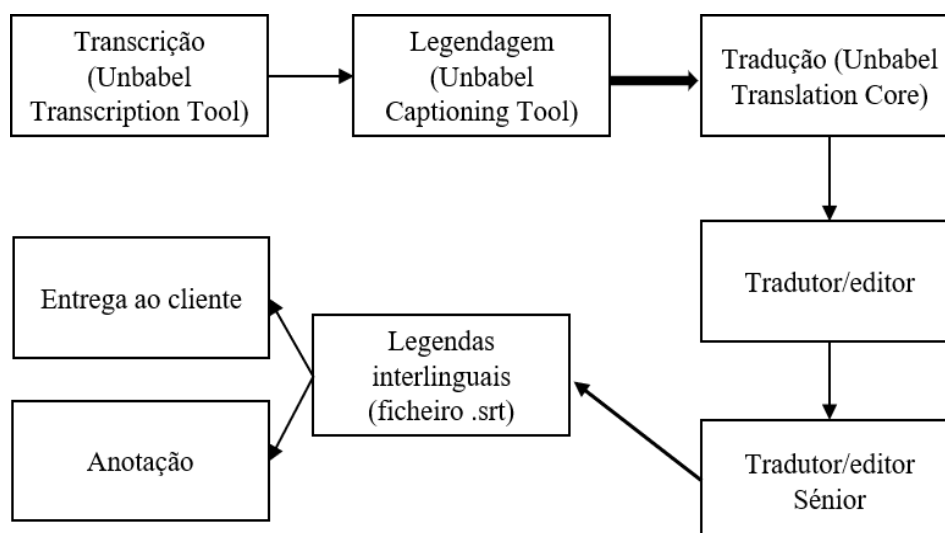 Transcrição
(Unbabel
Transcription Tool)
Legendagem
(Unbabel
Captioning Tool)
Tradução (Unbabel
Translation Core)
Tradutor/editor
Tradutor/editor
Sénior
Legendas
interlinguais
(ficheiro .srt)
Entrega ao cliente
Anotação